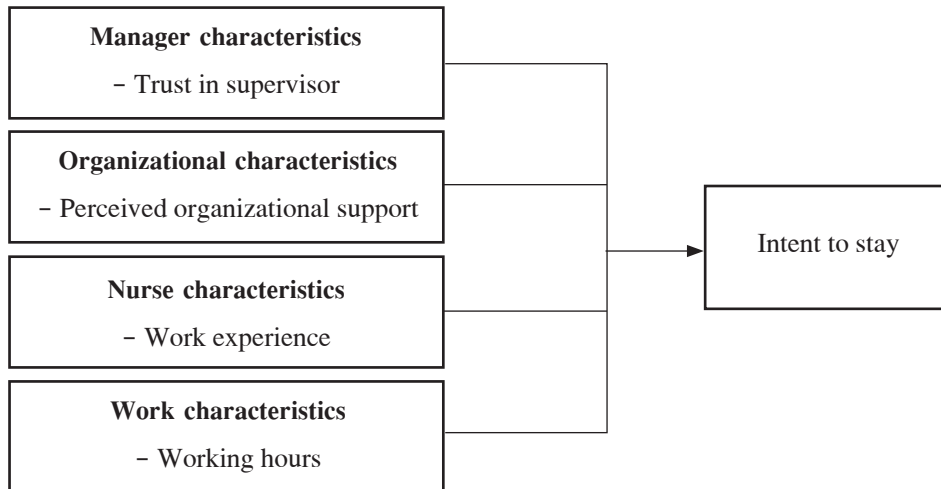 Manager characteristics
– Trust in supervisor
Organizational characteristics
– Perceived organizational support
Nurse characteristics
– Work experience
Work characteristics
– Working hours
Intent to stay